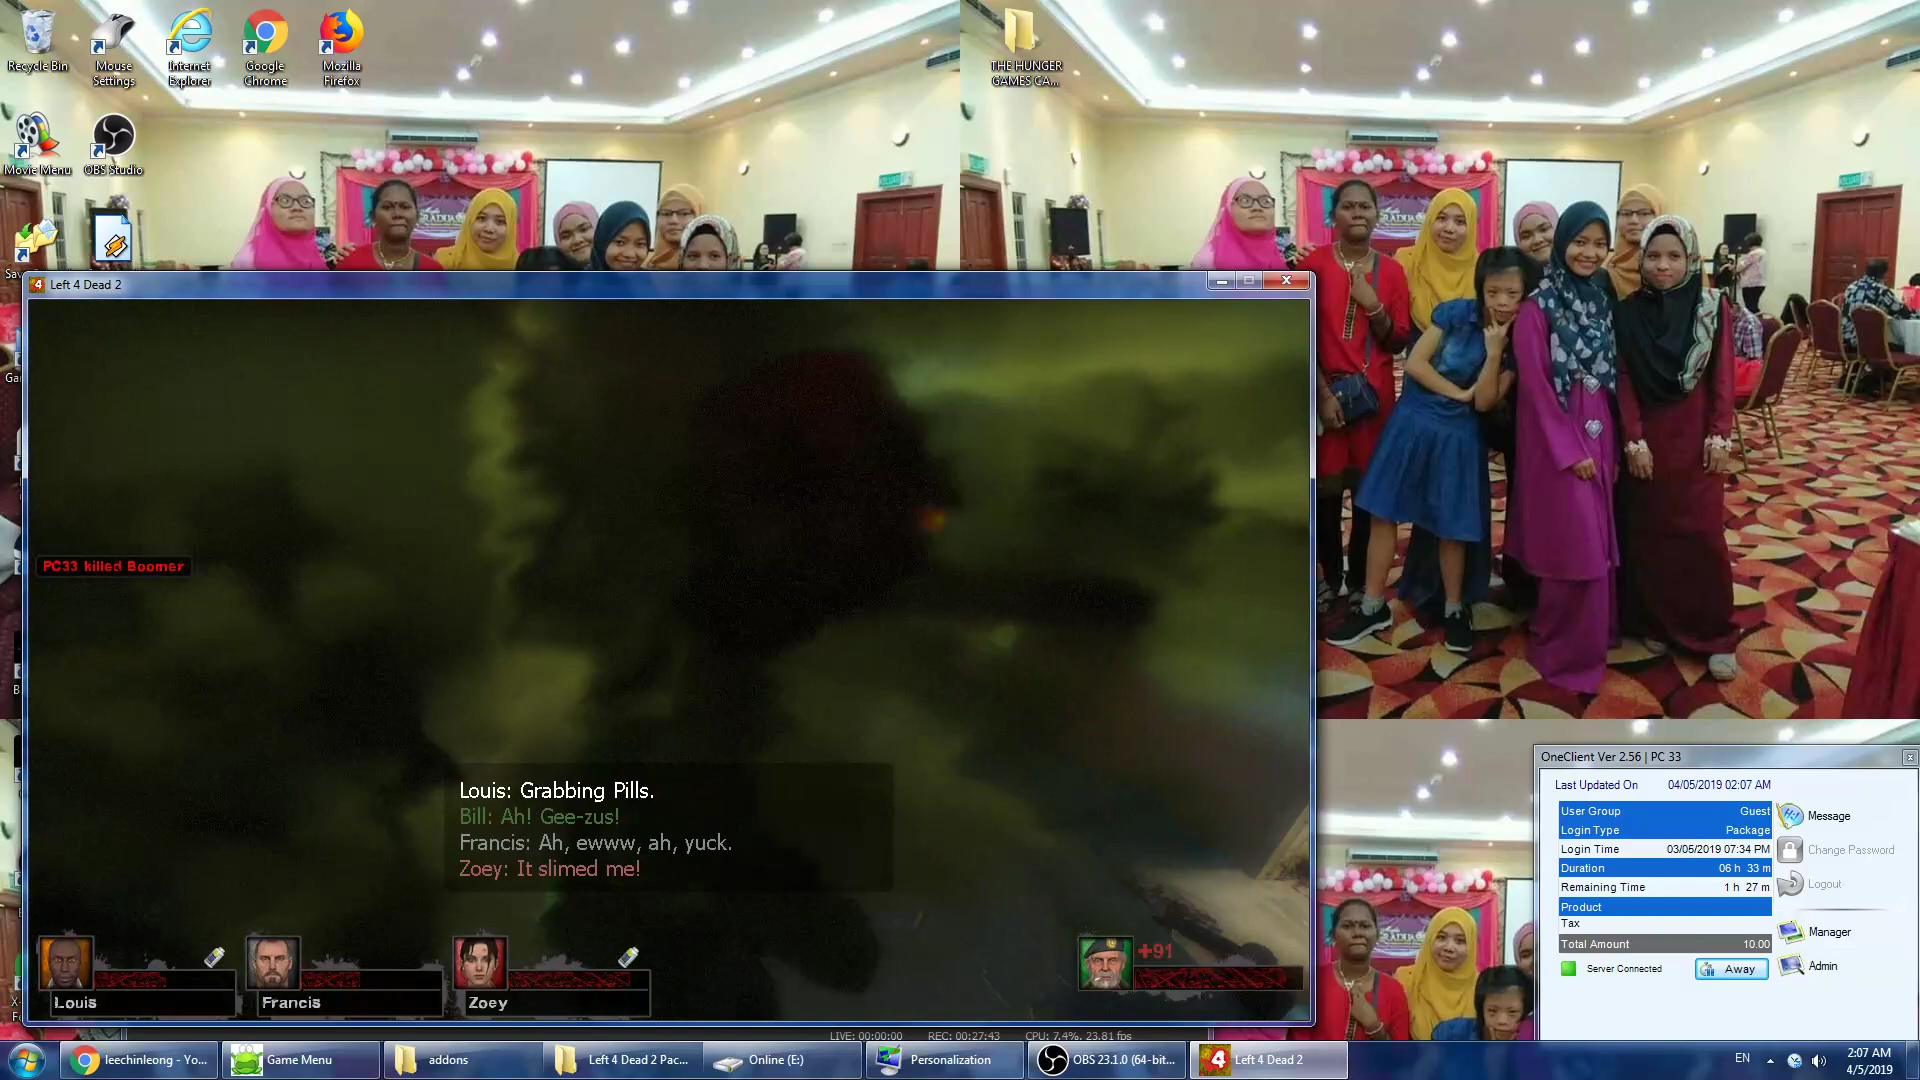 Recycle Bin
Mouse Settings
Internet Explorer
Google Chrome
Mozilla Firefox
THE HUNGER GAMES CA...
Movie Menu
OBS Studio
KELUAR
KELUAR
Left 4 Dead 2
PC33 killed Boomer
Louis: Grabbing Pills.
Bill: Ah! Gee-zus!
Francis: Ah, ewww, ah, yuck.
Zoey: It slimed me!
Louis
Francis
Zoey
+91
OneClient Ver 2.56 | PC 33
Last Updated On 04/05/2019 02:07 AM
User Group Guest
Login Type Package
Login Time 03/05/2019 07:34 PM
Duration 06 h 33 m
Remaining Time 1 h 27 m
Product
Tax
Total Amount 10.00
Server Connected
Away
Message
Change Password
Logout
Manager
Admin
LIVE: 00:00:00 REC: 00:27:43 CPU: 7.4%, 23.81 fps
leechinleong - Yo...
Game Menu
addons
Left 4 Dead 2 Pac...
Online (E:)
Personalization
OBS 23.1.0 (64-bit...
Left 4 Dead 2
EN
2:07 AM
4/5/2019